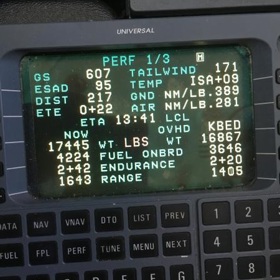 UNIVERSAL
PERF 1/3 H
GS 607 TAILWIND 171
ESAD 95 TEMP ISA+09
DIST 217 GND NM/LB.389
ETE 0+22 AIR NM/LB.281
ETA 13:41 LCL
NOW OVHD KBED
17445 WT LBS WT 16867
4224 FUEL ONBRD 3646
2+42 ENDURANCE 2+20
1643 RANGE 1405
DATA NAV VNAV DTO LIST PREV 1 2
FUEL FPL PERF TUNE MENU NEXT 4 5